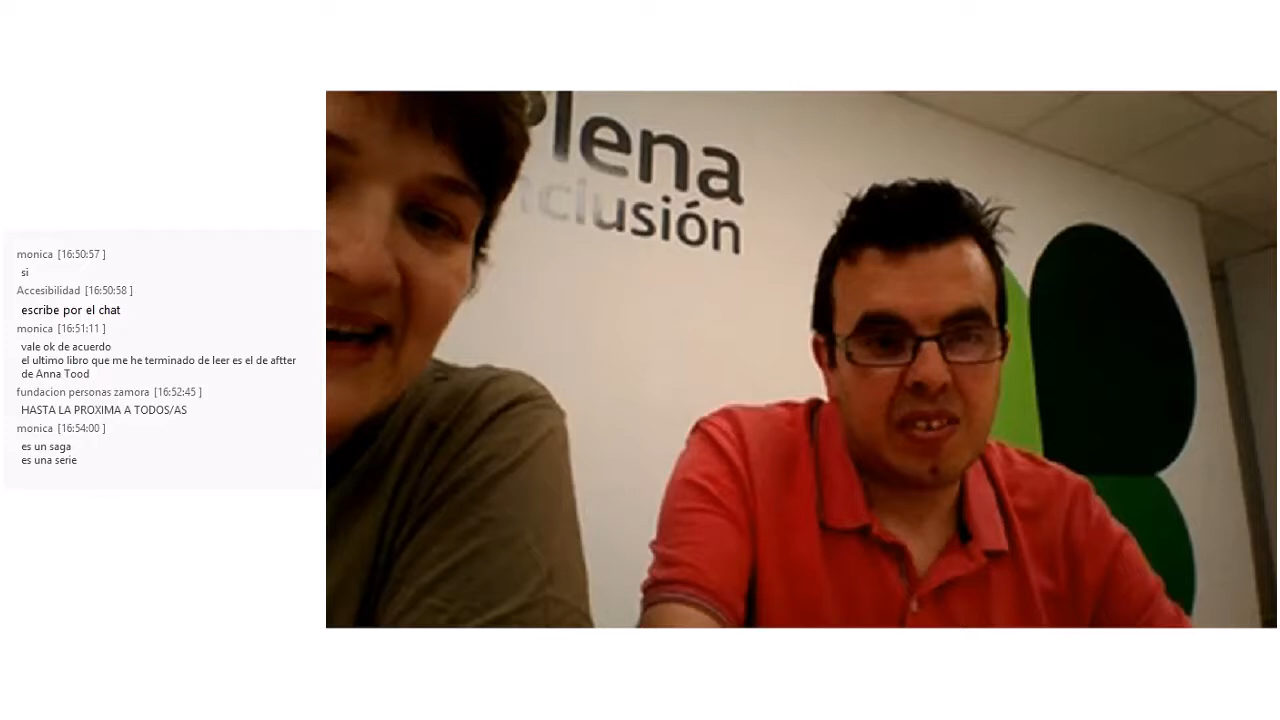 monica [16:50:57 ]
si
Accesibilidad [16:50:58 ]
escribe por el chat
monica [16:51:11 ]
vale ok de acuerdo
el ultimo libro que me he terminado de leer es el de aftter
de Anna Tood
fundacion personas zamora [16:52:45 ]
HASTA LA PROXIMA A TODOS/AS
monica [16:54:00 ]
es un saga
es una serie
Plena
inclusión